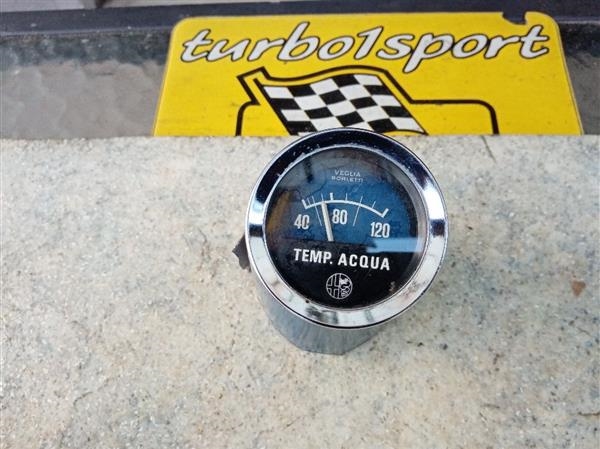 turbo1sport
VEGLIA
BORLETTI
40 80 120
TEMP. ACQUA